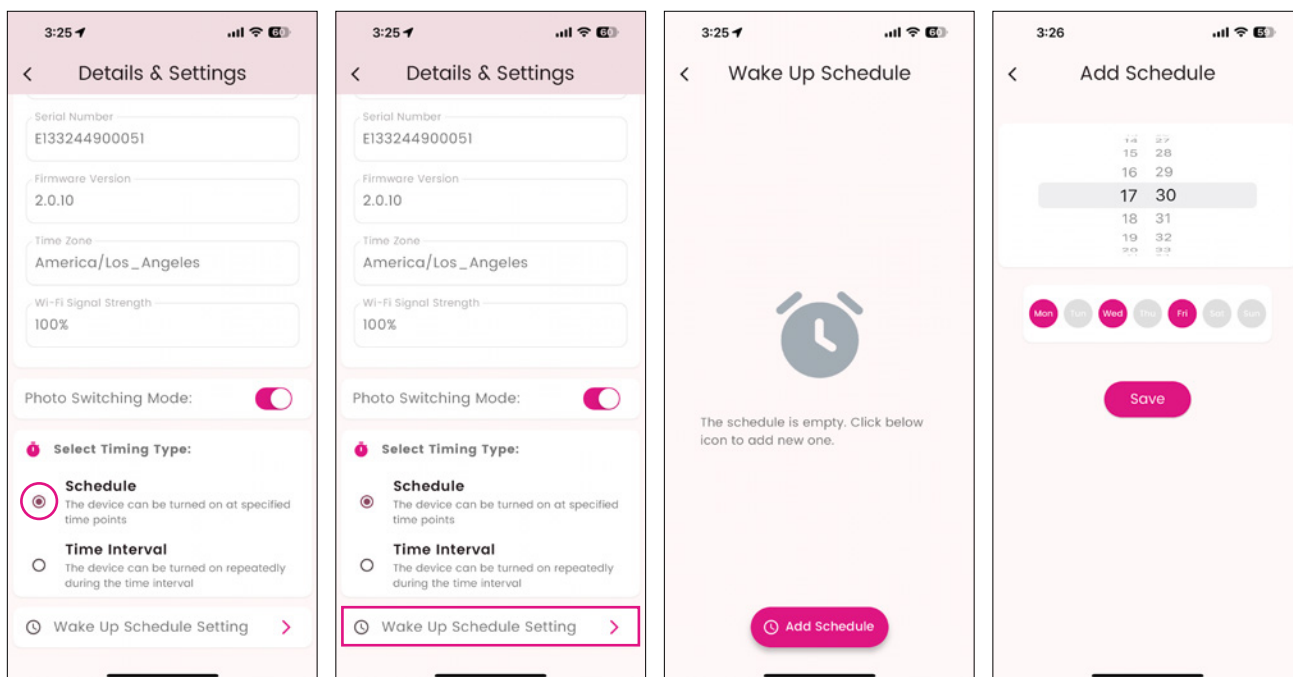 3:25
60
Details & Settings
Serial Number
E133244900051
Firmware Version
2.0.10
Time Zone
America/Los_Angeles
Wi-Fi Signal Strength
100%
Photo Switching Mode:
Select Timing Type:
Schedule
The device can be turned on at specified
time points
Time Interval
The device can be turned on repeatedly
during the time interval
Wake Up Schedule Setting
3:25
60
Details & Settings
Serial Number
E133244900051
Firmware Version
2.0.10
Time Zone
America/Los_Angeles
Wi-Fi Signal Strength
100%
Photo Switching Mode:
Select Timing Type:
Schedule
The device can be turned on at specified
time points
Time Interval
The device can be turned on repeatedly
during the time interval
Wake Up Schedule Setting
3:25
60
Wake Up Schedule
The schedule is empty. Click below
icon to add new one.
Add Schedule
3:26
Add Schedule
14 27
15 28
16 29
17 30
18 31
19 32
20 33
Mon Tue Wed Thu Fri Sat Sun
Save